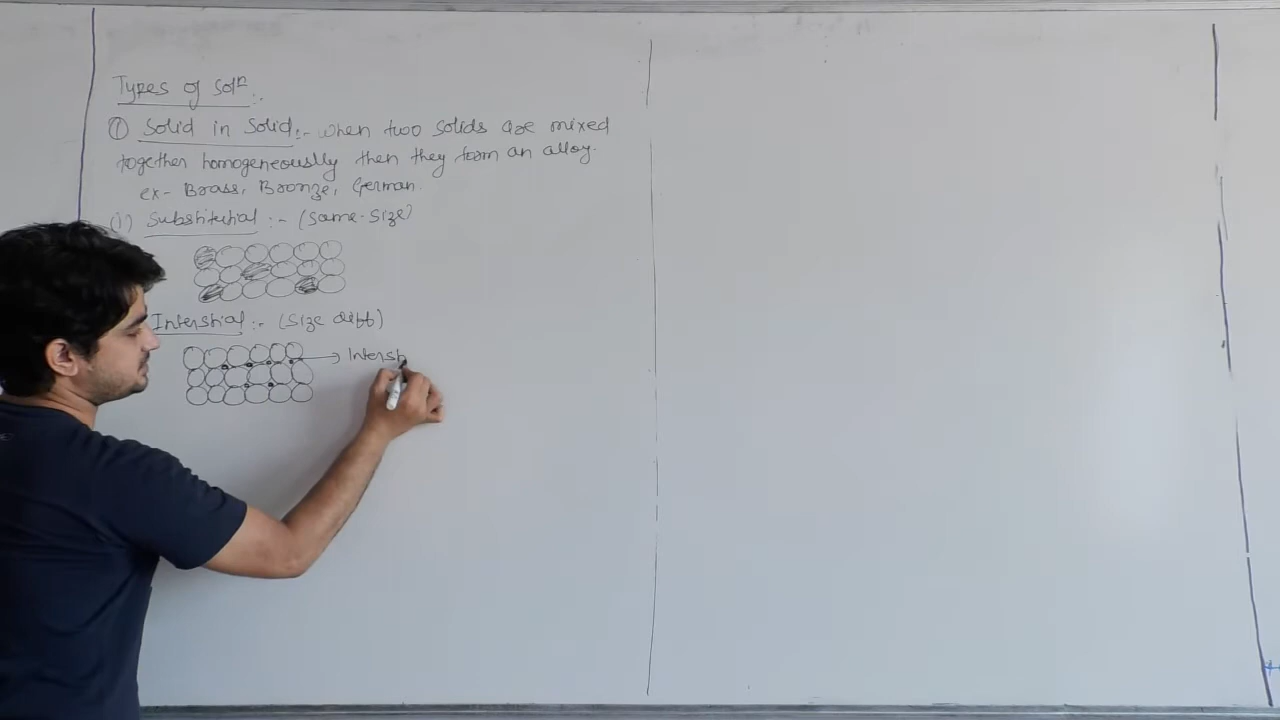 Types of Solⁿ:-
① Solid in Solid:- when two solids are mixed
together homogeneously then they form an alloy.
ex- Brass, Bronze, German.
(i) Substitutial :- (Same-Size)
Interstial :- (Size diff)
→ Interst